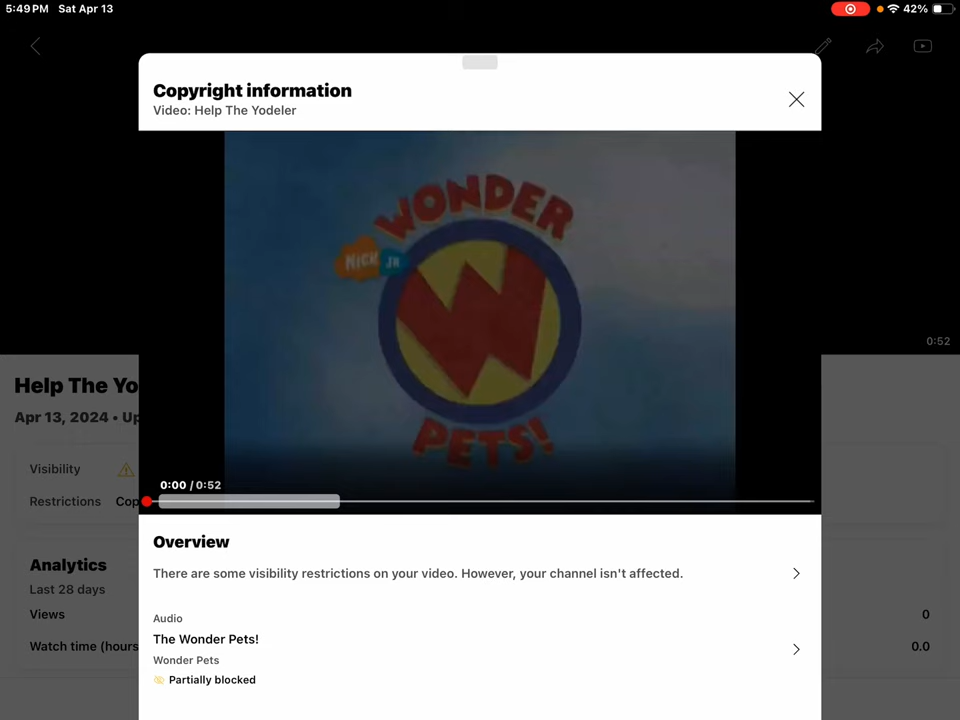 5:49 PM Sat Apr 13
42%
Copyright information
Video: Help The Yodeler
WONDER
NICK JR
W
PETS!
0:52
0:00 / 0:52
Help The Yo
Apr 13, 2024 • Up
Visibility
Restrictions Cop
Analytics
Last 28 days
Views 0
Watch time (hours 0.0
Overview
There are some visibility restrictions on your video. However, your channel isn't affected.
Audio
The Wonder Pets!
Wonder Pets
Partially blocked